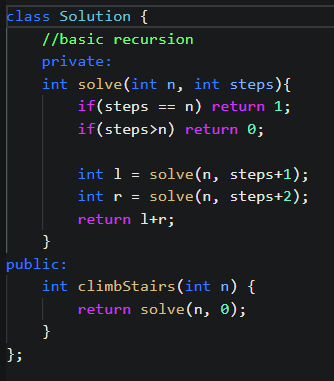 class Solution {
    //basic recursion
    private:
    int solve(int n, int steps){
        if(steps == n) return 1;
        if(steps>n) return 0;

        int l = solve(n, steps+1);
        int r = solve(n, steps+2);
        return l+r;
    }
public:
    int climbStairs(int n) {
        return solve(n, 0);
    }
};